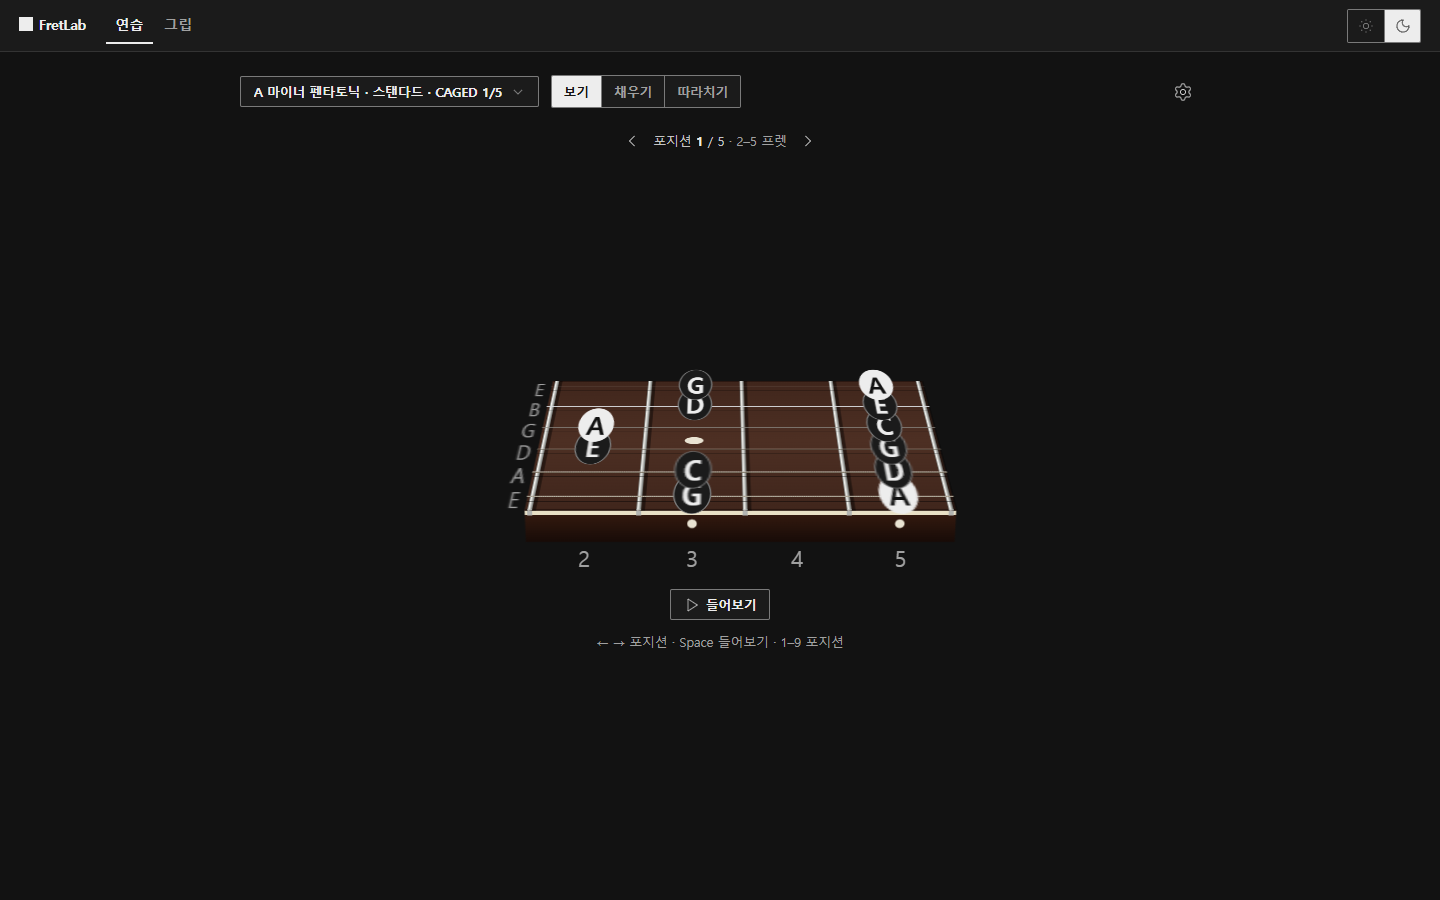 FretLab 연습 그립
A 마이너 펜타토닉 · 스탠다드 · CAGED 1/5 보기 채우기 따라치기
포지션 1 / 5 · 2–5 프렛
E G A
B D E
G A C
D E G
A C D
E G A
2 3 4 5
들어보기
← → 포지션 · Space 들어보기 · 1–9 포지션